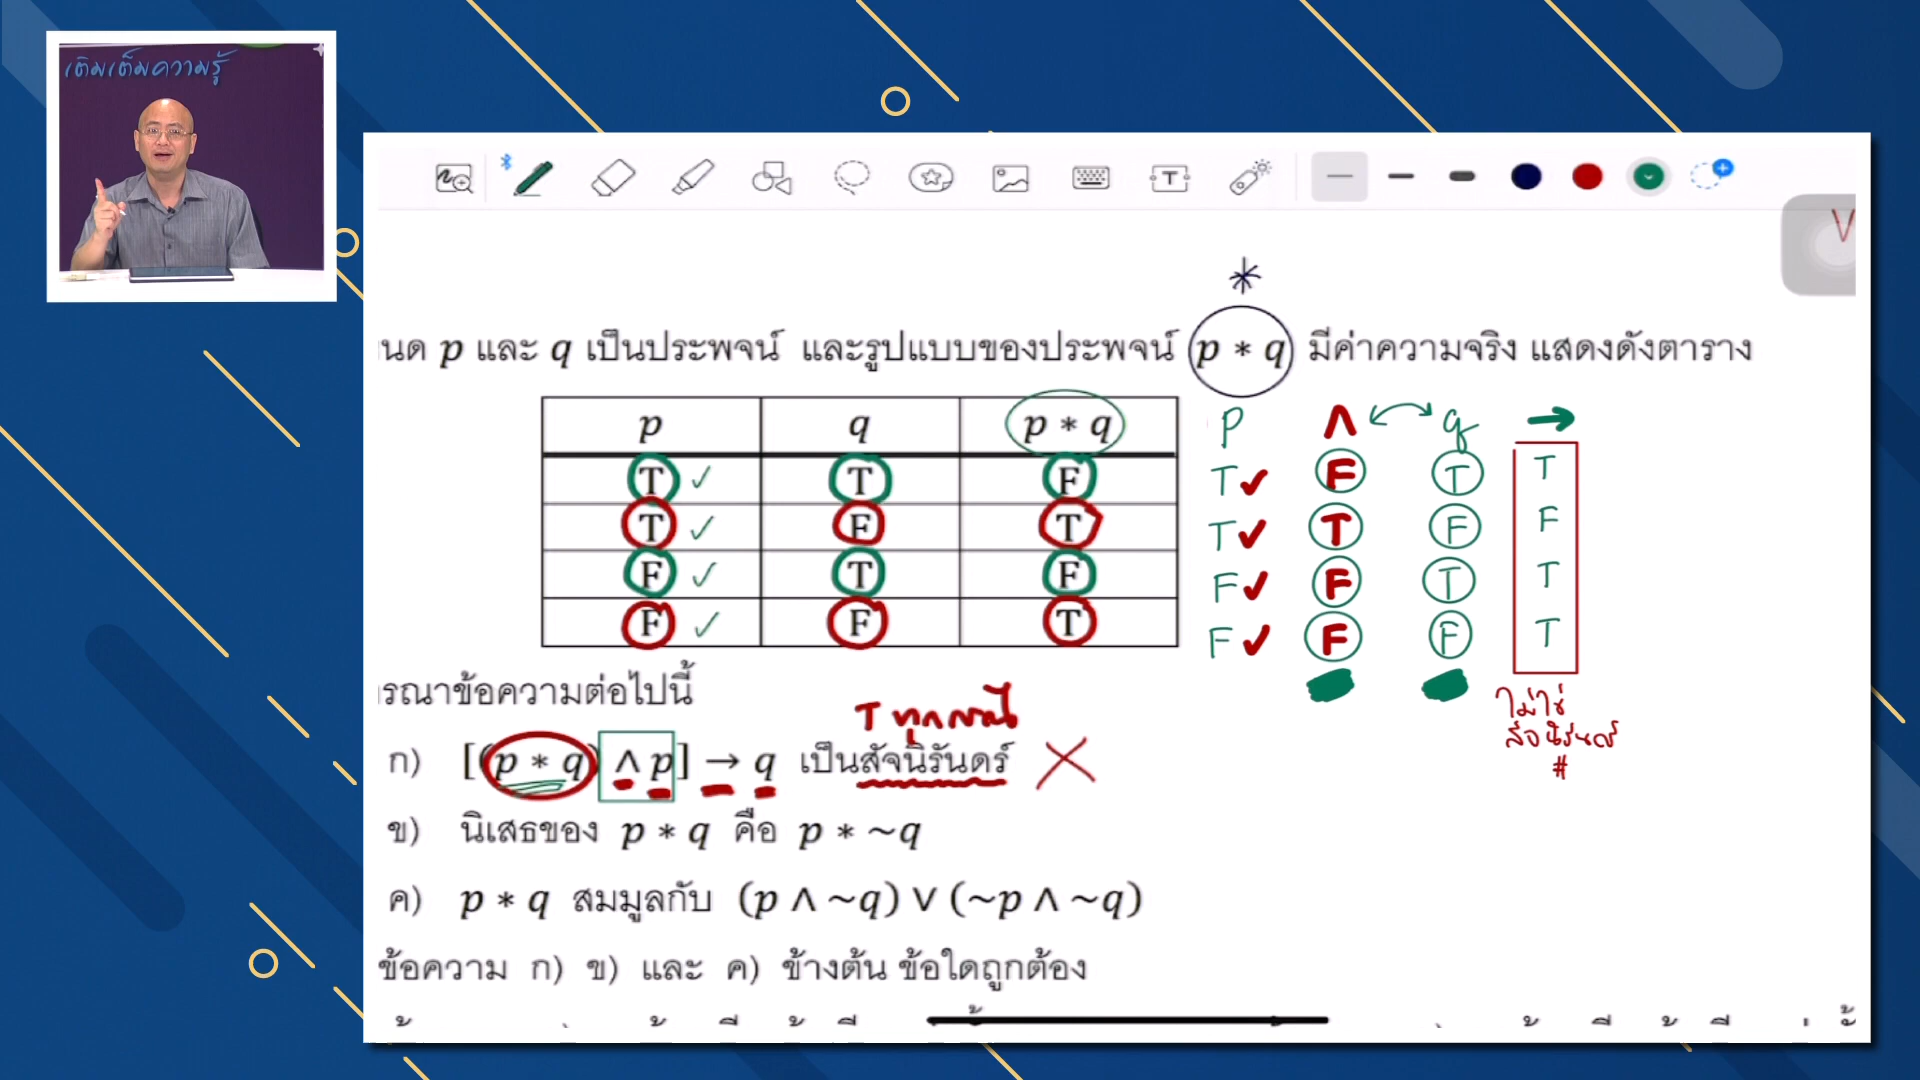 เติมเต็มความรู้
*
นด p และ q เป็นประพจน์ และรูปแบบของประพจน์ p * q มีค่าความจริง แสดงดังตาราง
p q p * q p ∧ ↔ q →
T ✓ T F T ✓ F T T
T ✓ F T T ✓ T F F
F ✓ T F F ✓ F T T
F ✓ F T F ✓ F F T
รณาข้อความต่อไปนี้
T ทุกกรณี
ไม่ใช่
สัจนิรันดร์
#
ก) [(p * q) ∧ p] → q เป็นสัจนิรันดร์ ✗
ข) นิเสธของ p * q คือ p * ~q
ค) p * q สมมูลกับ (p ∧ ~q) ∨ (~p ∧ ~q)
ข้อความ ก) ข) และ ค) ข้างต้น ข้อใดถูกต้อง